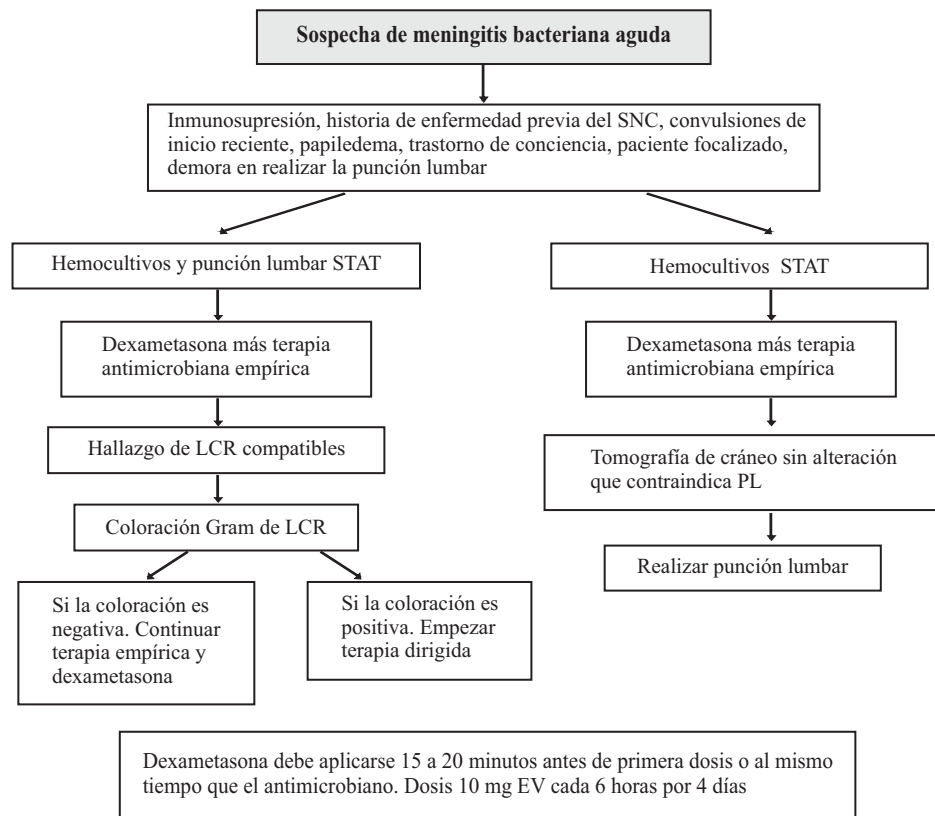 Sospecha de meningitis bacteriana aguda
Inmunosupresión, historia de enfermedad previa del SNC, convulsiones de
inicio reciente, papiledema, trastorno de conciencia, paciente focalizado,
demora en realizar la punción lumbar
Hemocultivos y punción lumbar STAT
Dexametasona más terapia
antimicrobiana empírica
Hallazgo de LCR compatibles
Coloración Gram de LCR
Si la coloración es
negativa. Continuar
terapia empírica y
dexametasona
Si la coloración es
positiva. Empezar
terapia dirigida
Hemocultivos STAT
Dexametasona más terapia
antimicrobiana empírica
Tomografía de cráneo sin alteración
que contraindica PL
Realizar punción lumbar
Dexametasona debe aplicarse 15 a 20 minutos antes de primera dosis o al mismo
tiempo que el antimicrobiano. Dosis 10 mg EV cada 6 horas por 4 días